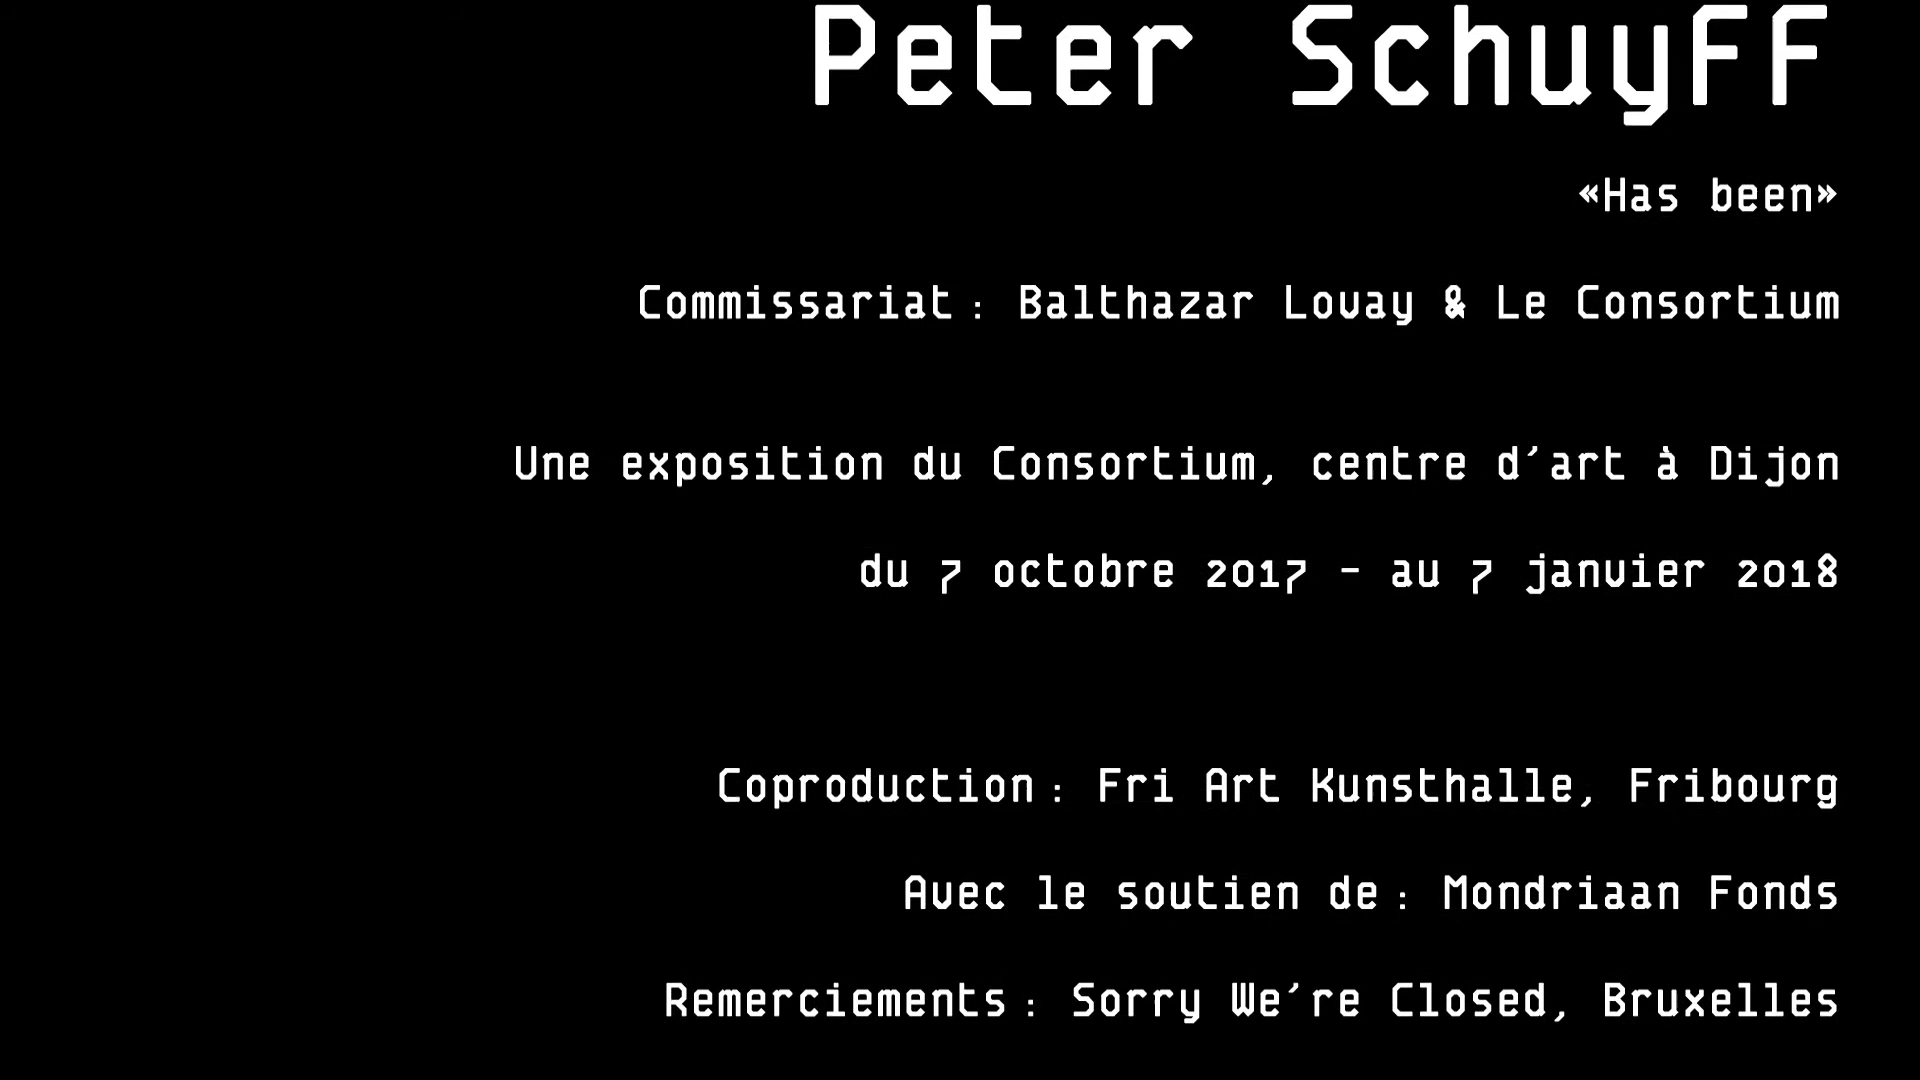 Peter Schuyff
«Has been»
Commissariat : Balthazar Lovay & Le Consortium
Une exposition du Consortium, centre d’art à Dijon
du 7 octobre 2017 – au 7 janvier 2018
Coproduction : Fri Art Kunsthalle, Fribourg
Avec le soutien de : Mondriaan Fonds
Remerciements : Sorry We’re Closed, Bruxelles